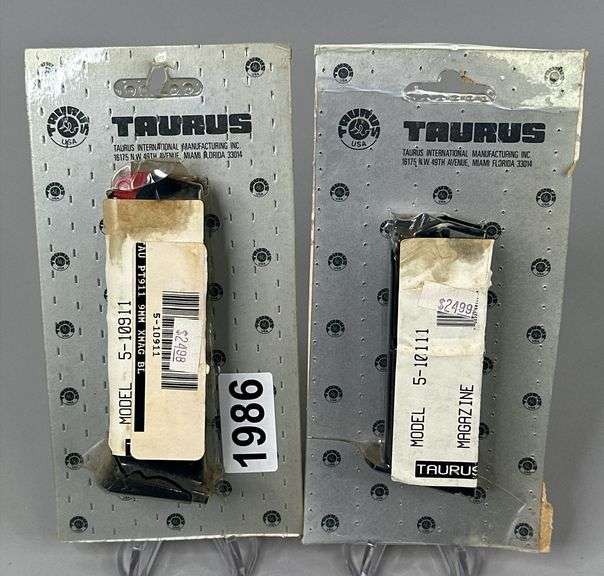 TAURUS
USA
TAURUS
TAURUS INTERNATIONAL MANUFACTURING INC.
16175 N.W. 49TH AVENUE, MIAMI FLORIDA 33014
MODEL 5-10911
AU PT911 9MM XMAG BL
5-10911
$2498
1986
TAURUS
USA
TAURUS
TAURUS INTERNATIONAL MANUFACTURING INC.
16175 N.W. 49TH AVENUE, MIAMI FLORIDA 33014
MODEL 5-10111
MAGAZINE
$2499
TAURUS